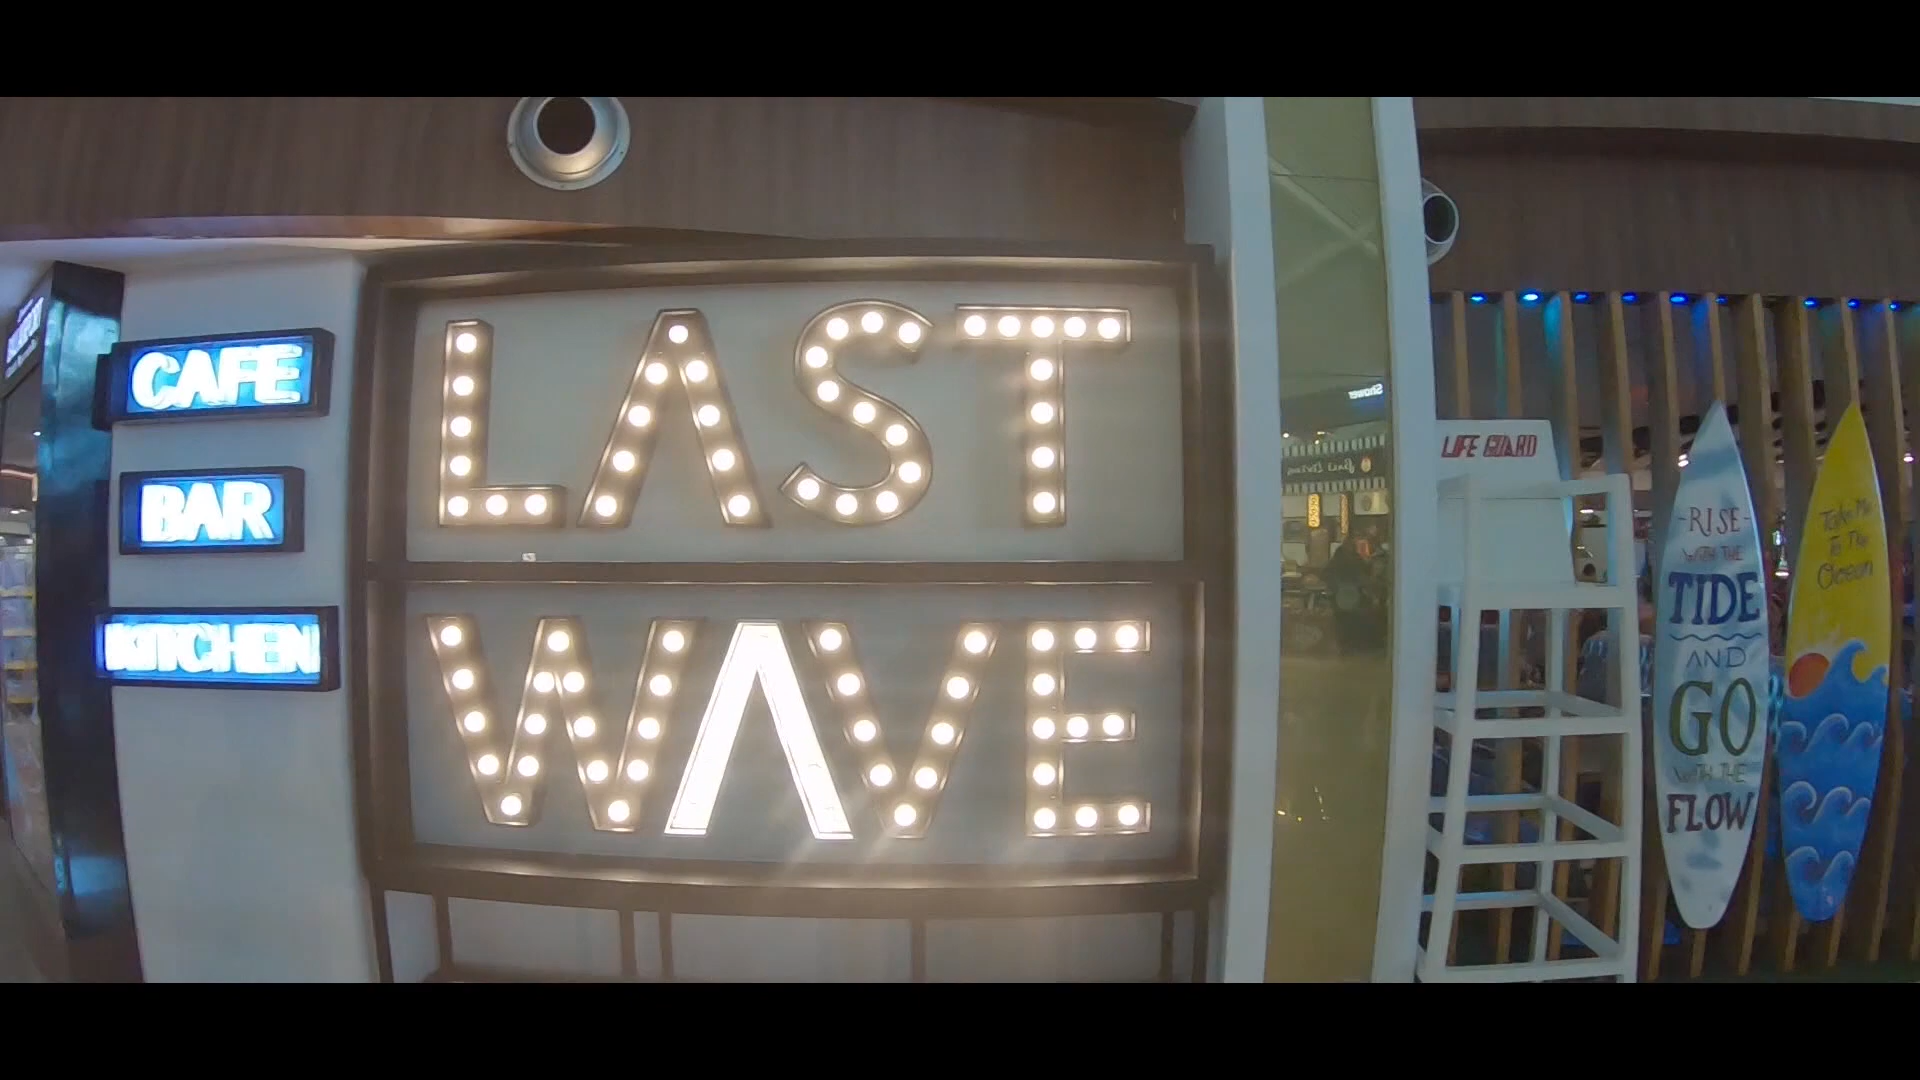 CAFE
BAR
KITCHEN
LAST
WAVE
Shower
LIFE GUARD
-RISE-
WITH THE
TIDE
AND
GO
WITH THE
FLOW
Take Me
To The
Ocean